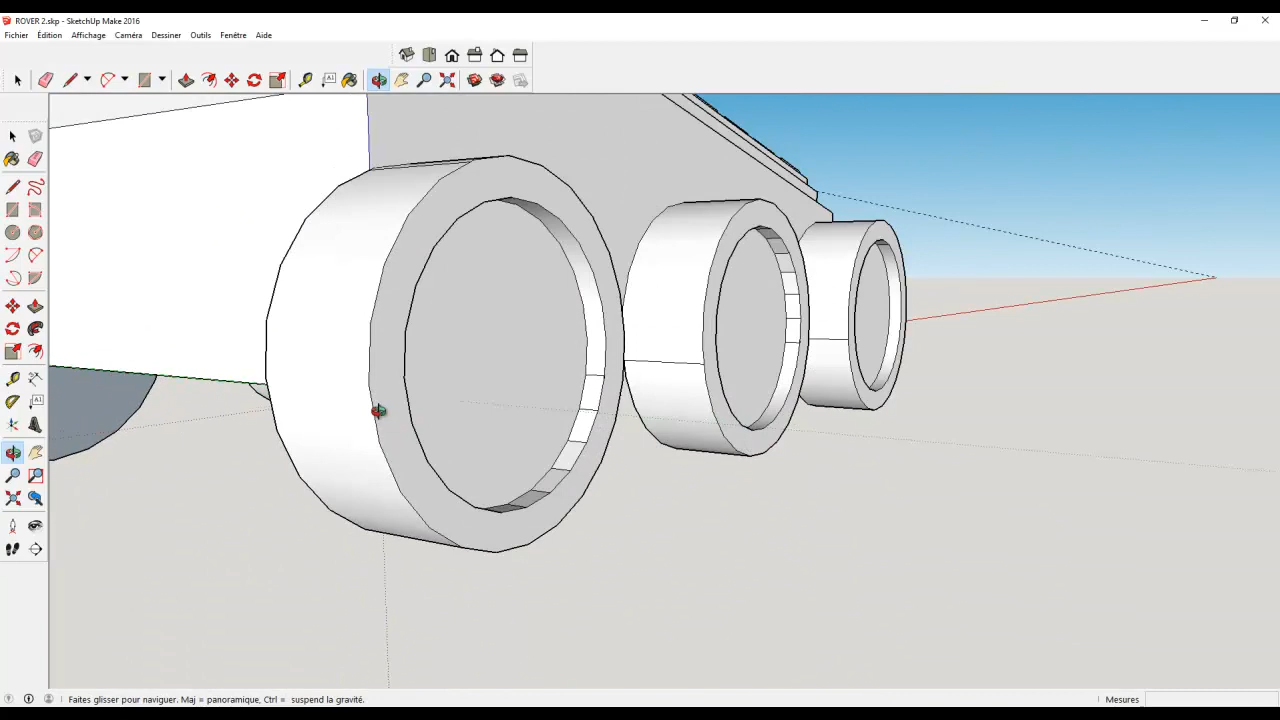 ROVER 2.skp - SketchUp Make 2016
Fichier Édition Affichage Caméra Dessiner Outils Fenêtre Aide
Faites glisser pour naviguer. Maj = panoramique, Ctrl = suspend la gravité.
Mesures